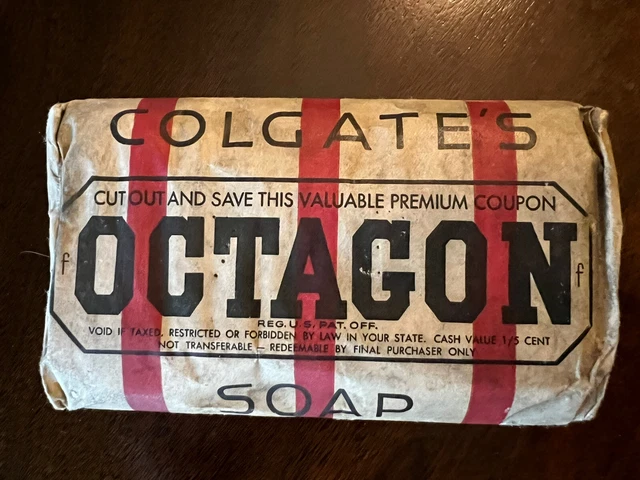 COLGATE'S
CUT OUT AND SAVE THIS VALUABLE PREMIUM COUPON
f OCTAGON f
REG. U.S. PAT. OFF.
VOID IF TAXED, RESTRICTED OR FORBIDDEN BY LAW IN YOUR STATE. CASH VALUE 1/5 CENT
NOT TRANSFERABLE – REDEEMABLE BY FINAL PURCHASER ONLY
SOAP